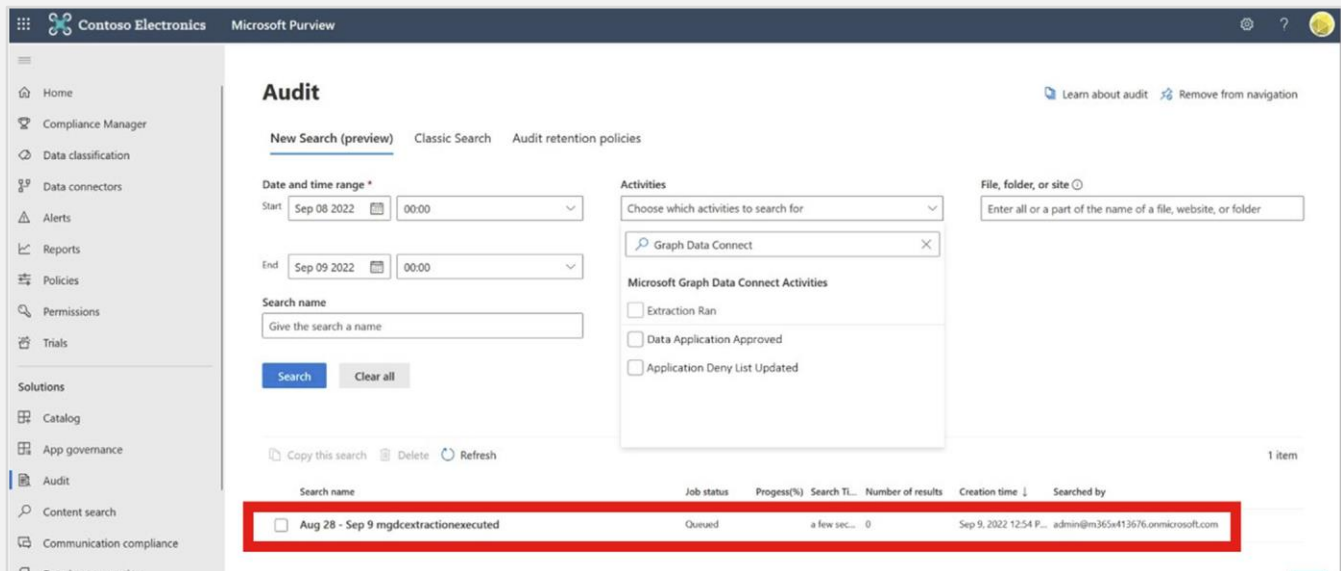 Contoso Electronics Microsoft Purview ?
Home
Compliance Manager
Data classification
Data connectors
Alerts
Reports
Policies
Permissions
Trials
Solutions
Catalog
App governance
Audit
Content search
Communication compliance
Audit
Learn about audit Remove from navigation
New Search (preview) Classic Search Audit retention policies
Date and time range *
Start Sep 08 2022 00:00
End Sep 09 2022 00:00
Search name
Give the search a name
Search Clear all
Activities
Choose which activities to search for
Graph Data Connect
Microsoft Graph Data Connect Activities
Extraction Ran
Data Application Approved
Application Deny List Updated
File, folder, or site
Enter all or a part of the name of a file, website, or folder
Copy this search Delete Refresh 1 item
Search name Job status Progess(%) Search Ti... Number of results Creation time ↓ Searched by
Aug 28 - Sep 9 mgdcextractionexecuted Queued a few sec... 0 Sep 9, 2022 12:54 P... admin@m365x413676.onmicrosoft.com